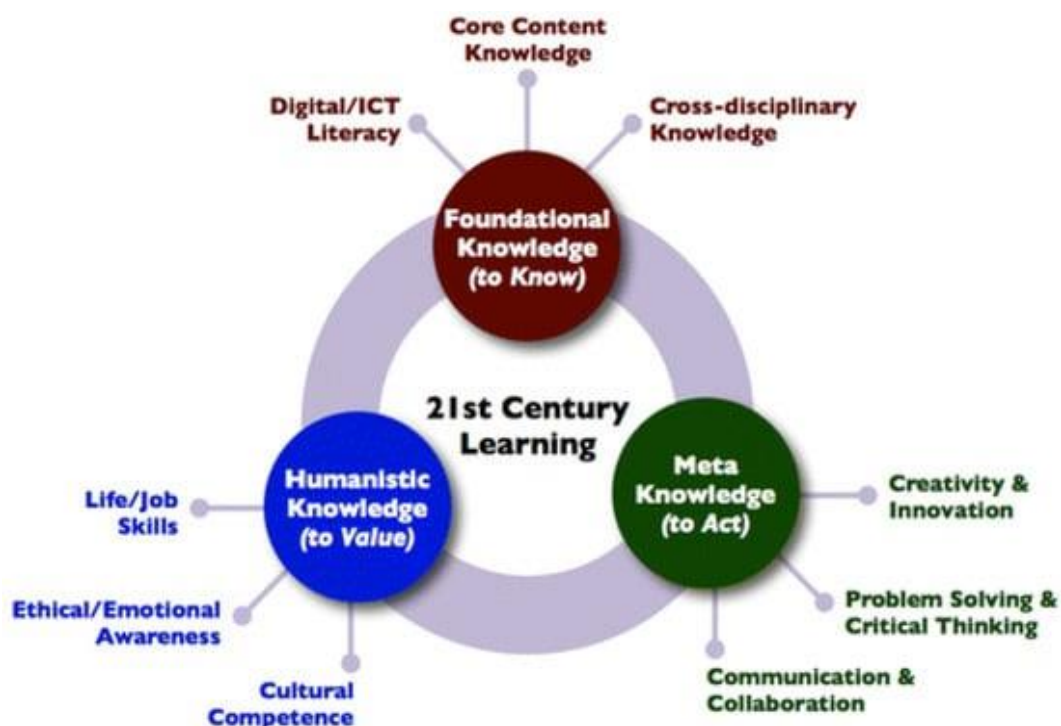 Core Content
Knowledge
Digital/ICT
Literacy
Cross-disciplinary
Knowledge
Foundational
Knowledge
(to Know)
21st Century
Learning
Humanistic
Knowledge
(to Value)
Meta
Knowledge
(to Act)
Life/Job
Skills
Ethical/Emotional
Awareness
Cultural
Competence
Creativity &
Innovation
Problem Solving &
Critical Thinking
Communication &
Collaboration